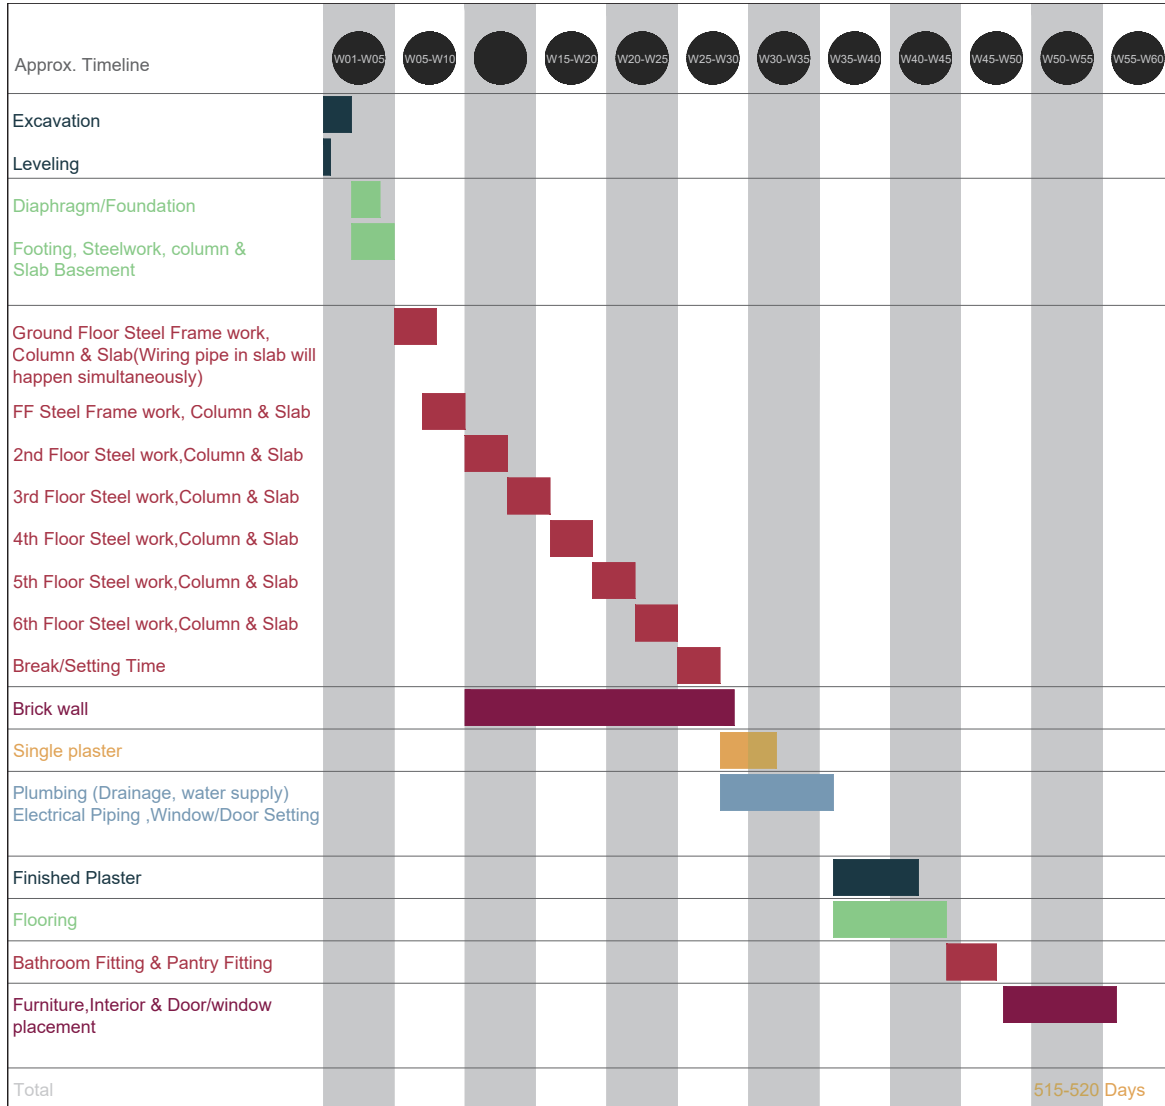 Approx. Timeline
W01-W05 W05-W10 W15-W20 W20-W25 W25-W30 W30-W35 W35-W40 W40-W45 W45-W50 W50-W55 W55-W60
Excavation
Leveling
Diaphragm/Foundation
Footing, Steelwork, column &
Slab Basement
Ground Floor Steel Frame work,
Column & Slab(Wiring pipe in slab will
happen simultaneously)
FF Steel Frame work, Column & Slab
2nd Floor Steel work,Column & Slab
3rd Floor Steel work,Column & Slab
4th Floor Steel work,Column & Slab
5th Floor Steel work,Column & Slab
6th Floor Steel work,Column & Slab
Break/Setting Time
Brick wall
Single plaster
Plumbing (Drainage, water supply)
Electrical Piping ,Window/Door Setting
Finished Plaster
Flooring
Bathroom Fitting & Pantry Fitting
Furniture,Interior & Door/window
placement
Total 515-520 Days